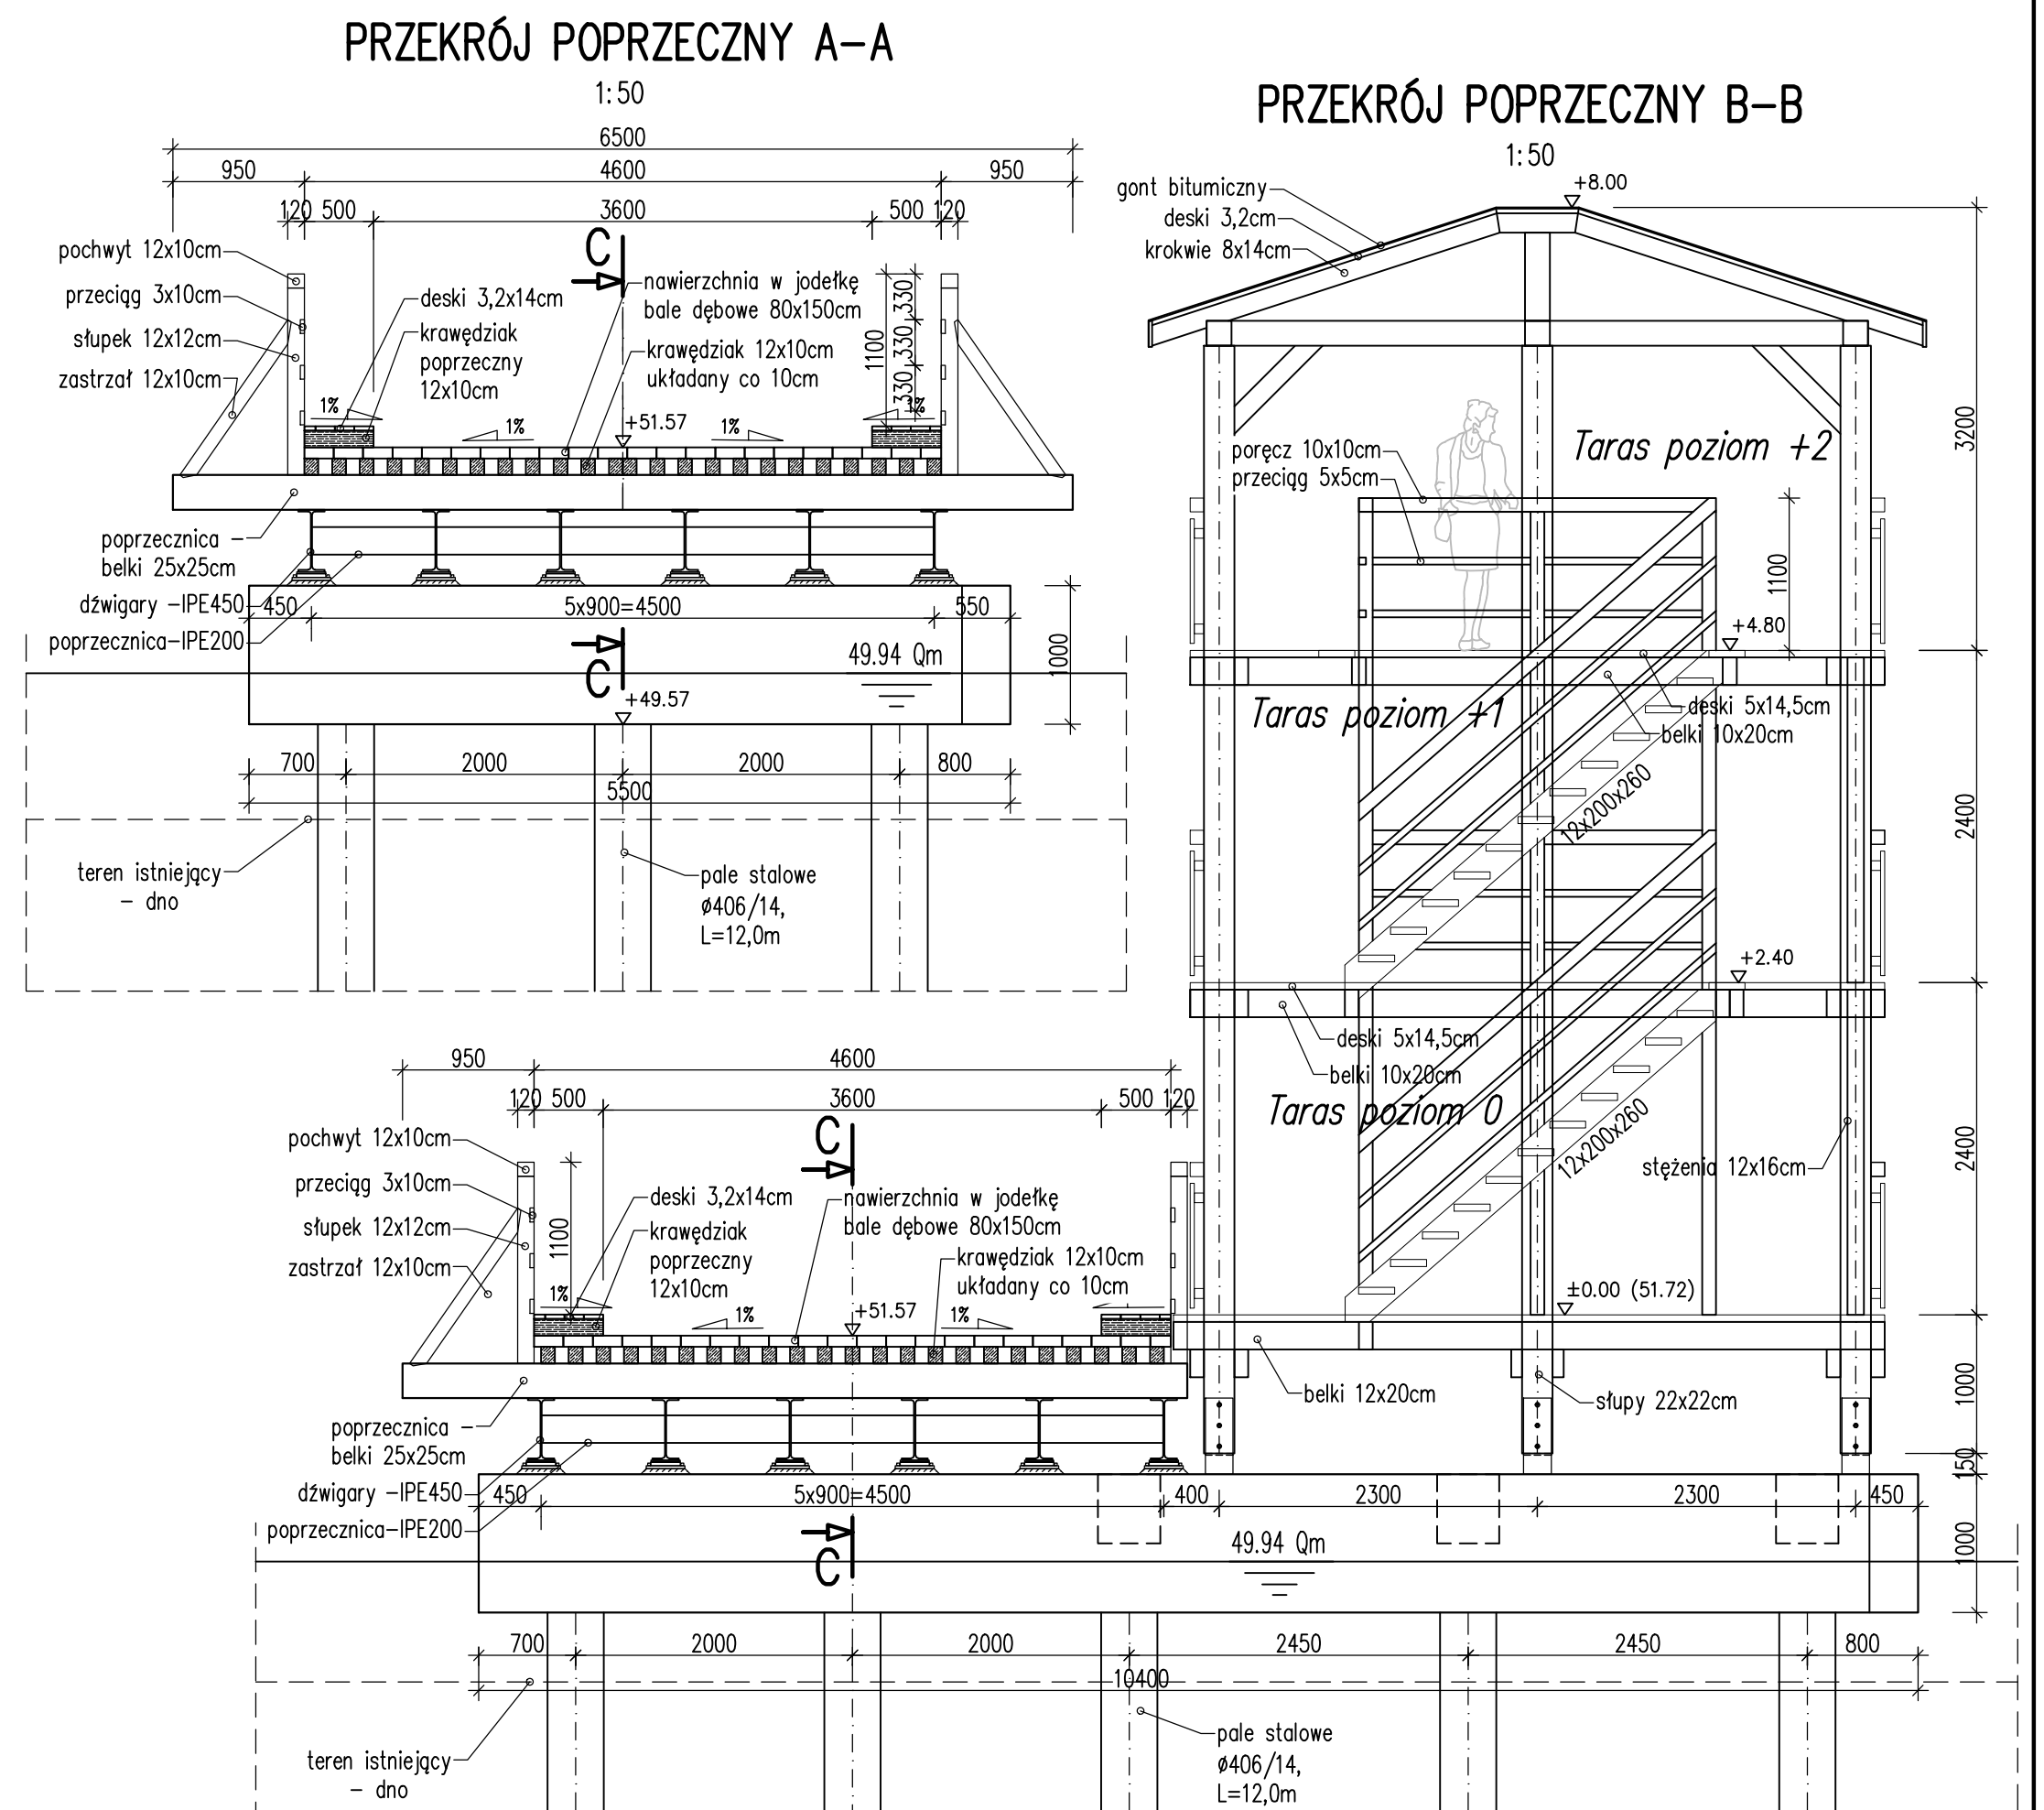 PRZEKRÓJ POPRZECZNY A-A
1:50
6500
950 4600 950
120 500 3600 500 120
C
pochwyt 12x10cm
przeciąg 3x10cm
słupek 12x12cm
zastrzał 12x10cm
deski 3,2x14cm
krawędziak
poprzeczny
12x10cm
nawierzchnia w jodełkę
bale dębowe 80x150cm
krawędziak 12x10cm
układany co 10cm
1100
330
330
330
1% 1% 1% 1%
+51.57
poprzecznica -
belki 25x25cm
dźwigary -IPE450
poprzecznica-IPE200
450 5x900=4500 550
1000
C
49.94 Qm
+49.57
700 2000 2000 800
5500
teren istniejący
- dno
pale stalowe
ø406/14,
L=12,0m
PRZEKRÓJ POPRZECZNY B-B
1:50
+8.00
gont bitumiczny
deski 3,2cm
krokwie 8x14cm
3200
Taras poziom +2
poręcz 10x10cm
przeciąg 5x5cm
1100
+4.80
Taras poziom +1
deski 5x14,5cm
belki 10x20cm
12x200x260
2400
+2.40
deski 5x14,5cm
belki 10x20cm
Taras poziom 0
12x200x260
stężenia 12x16cm
2400
±0.00 (51.72)
belki 12x20cm
słupy 22x22cm
1000
150
1000
950 4600
120 500 3600 500 120
C
pochwyt 12x10cm
przeciąg 3x10cm
słupek 12x12cm
zastrzał 12x10cm
1100
deski 3,2x14cm
krawędziak
poprzeczny
12x10cm
nawierzchnia w jodełkę
bale dębowe 80x150cm
krawędziak 12x10cm
układany co 10cm
1% 1% 1%
+51.57
poprzecznica -
belki 25x25cm
dźwigary -IPE450
poprzecznica-IPE200
450 5x900=4500 400 2300 2300 450
C
49.94 Qm
700 2000 2000 2450 2450 800
10400
teren istniejący
- dno
pale stalowe
ø406/14,
L=12,0m